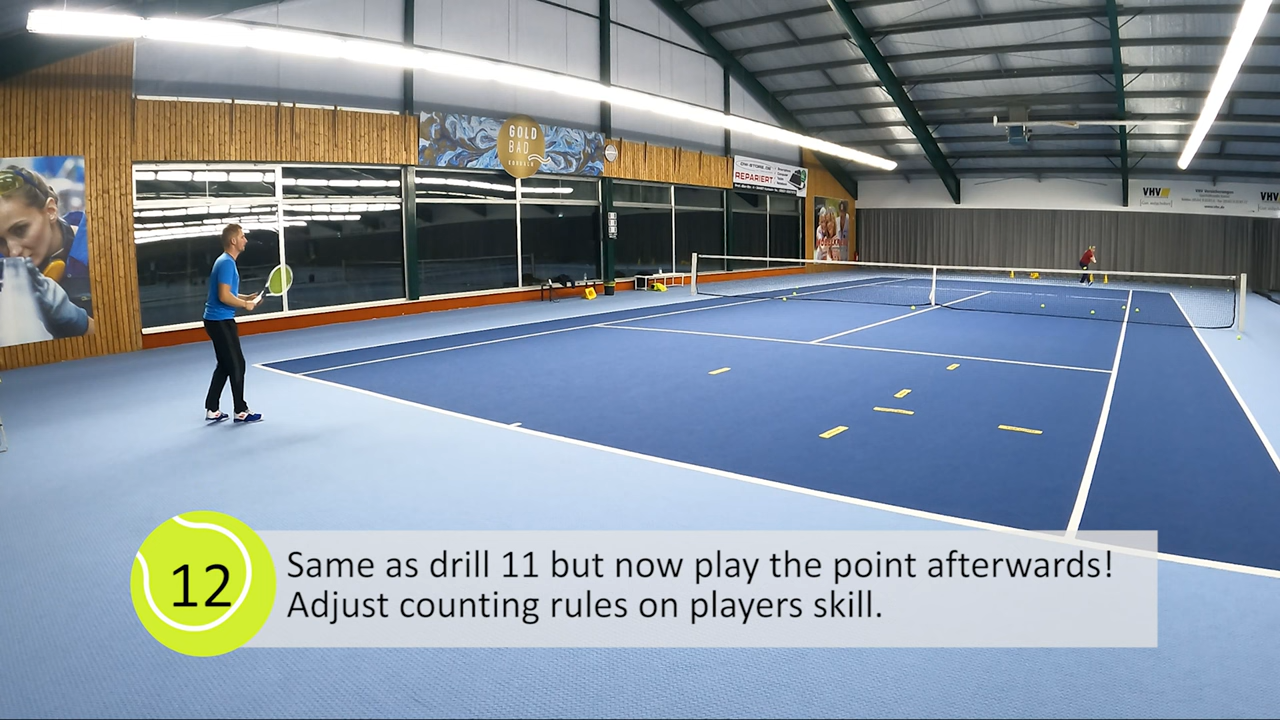 GOLD
BAD
REPARIERT
VHV
VHV
12
Same as drill 11 but now play the point afterwards!
Adjust counting rules on players skill.